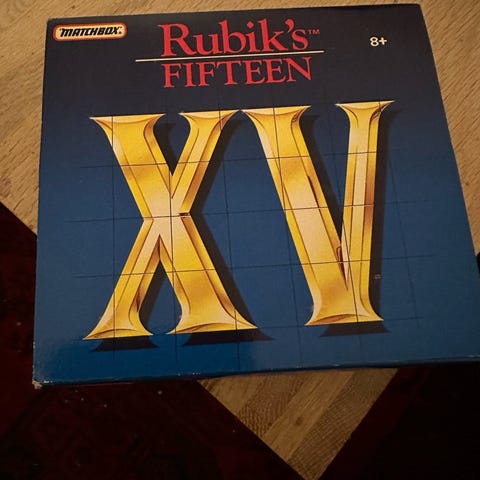 MATCHBOX
Rubik's™
FIFTEEN
8+
XV